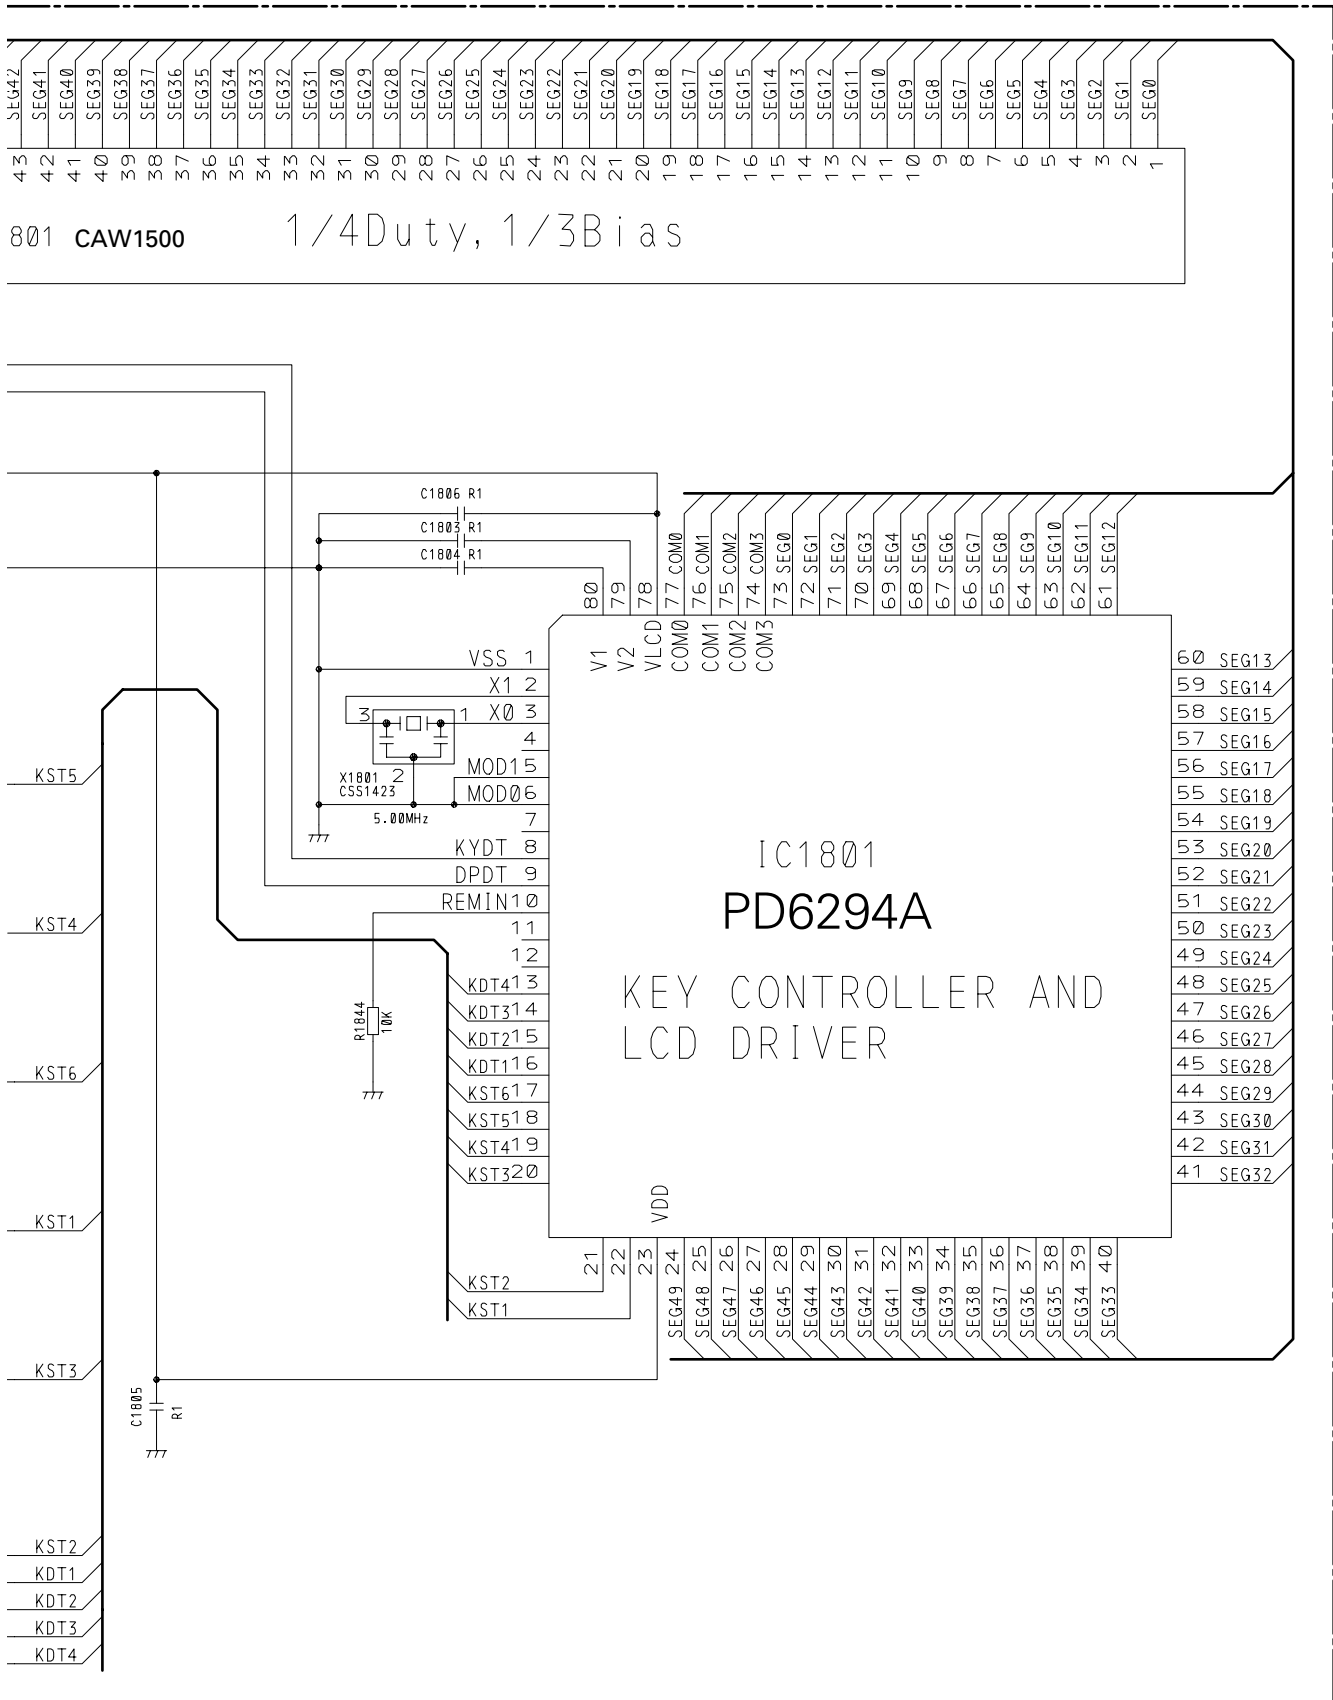 SEG42 SEG41 SEG40 SEG39 SEG38 SEG37 SEG36 SEG35 SEG34 SEG33 SEG32 SEG31 SEG30 SEG29 SEG28 SEG27 SEG26 SEG25 SEG24 SEG23 SEG22 SEG21 SEG20 SEG19 SEG18 SEG17 SEG16 SEG15 SEG14 SEG13 SEG12 SEG11 SEG10 SEG9 SEG8 SEG7 SEG6 SEG5 SEG4 SEG3 SEG2 SEG1 SEG0
43 42 41 40 39 38 37 36 35 34 33 32 31 30 29 28 27 26 25 24 23 22 21 20 19 18 17 16 15 14 13 12 11 10 9 8 7 6 5 4 3 2 1
801 CAW1500 1/4Duty, 1/3Bias
C1806 R1
C1803 R1
C1804 R1
80 79 78 77 76 75 74 73 72 71 70 69 68 67 66 65 64 63 62 61
COM0 COM1 COM2 COM3 SEG0 SEG1 SEG2 SEG3 SEG4 SEG5 SEG6 SEG7 SEG8 SEG9 SEG10 SEG11 SEG12
V1 V2 VLCD COM0 COM1 COM2 COM3
VSS 1
X1 2
3 1 X0 3
4
MOD1 5
X1801 2
CSS1423
MOD0 6
5.00MHz
7
KYDT 8
DPDT 9
REMIN 10
11
12
KDT4 13
KDT3 14
KDT2 15
KDT1 16
KST6 17
KST5 18
KST4 19
KST3 20
R1844 10K
IC1801
PD6294A
KEY CONTROLLER AND
LCD DRIVER
VDD
60 SEG13
59 SEG14
58 SEG15
57 SEG16
56 SEG17
55 SEG18
54 SEG19
53 SEG20
52 SEG21
51 SEG22
50 SEG23
49 SEG24
48 SEG25
47 SEG26
46 SEG27
45 SEG28
44 SEG29
43 SEG30
42 SEG31
41 SEG32
21 22 23 24 25 26 27 28 29 30 31 32 33 34 35 36 37 38 39 40
SEG49 SEG48 SEG47 SEG46 SEG45 SEG44 SEG43 SEG42 SEG41 SEG40 SEG39 SEG38 SEG37 SEG36 SEG35 SEG34 SEG33
KST2
KST1
KST5
KST4
KST6
KST1
KST3
C1805 R1
KST2
KDT1
KDT2
KDT3
KDT4